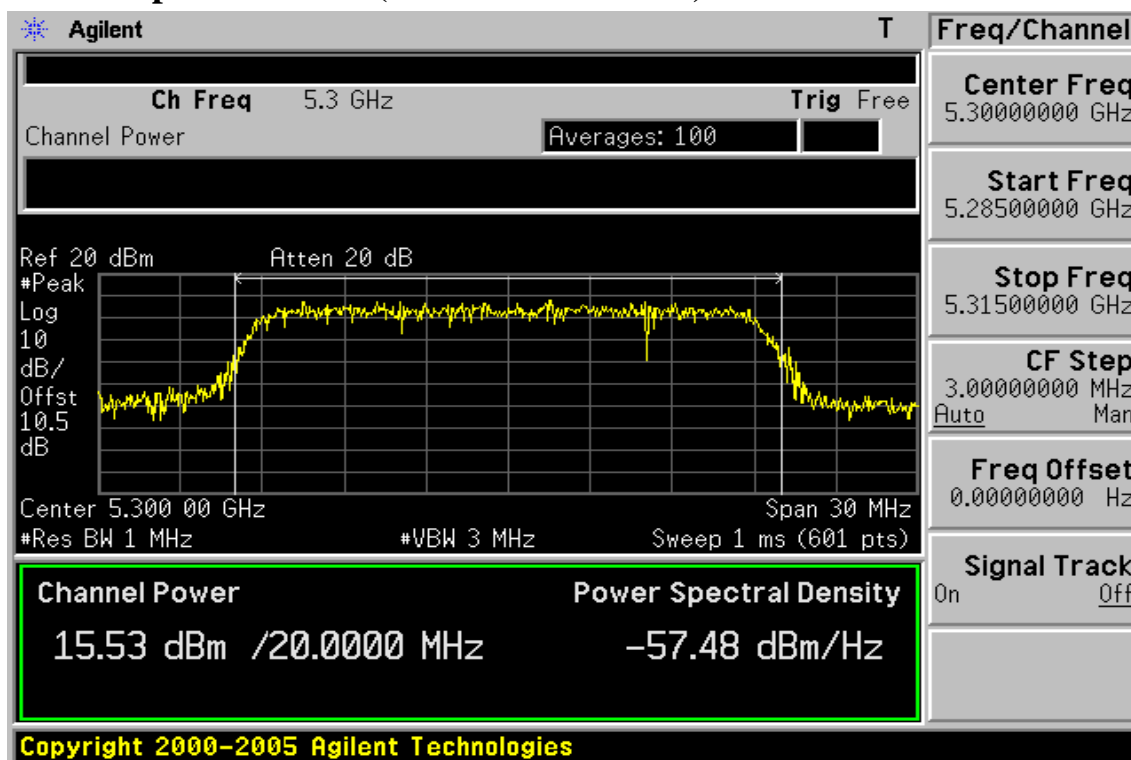 Agilent T
Freq/Channel
Ch Freq 5.3 GHz Trig Free
Channel Power Averages: 100
Ref 20 dBm Atten 20 dB
#Peak
Log
10
dB/
Offst
10.5
dB
Center 5.300 00 GHz Span 30 MHz
#Res BW 1 MHz #VBW 3 MHz Sweep 1 ms (601 pts)
Channel Power Power Spectral Density
15.53 dBm /20.0000 MHz -57.48 dBm/Hz
Center Freq
5.30000000 GHz
Start Freq
5.28500000 GHz
Stop Freq
5.31500000 GHz
CF Step
3.00000000 MHz
Auto Man
Freq Offset
0.00000000 Hz
Signal Track
On Off
Copyright 2000-2005 Agilent Technologies